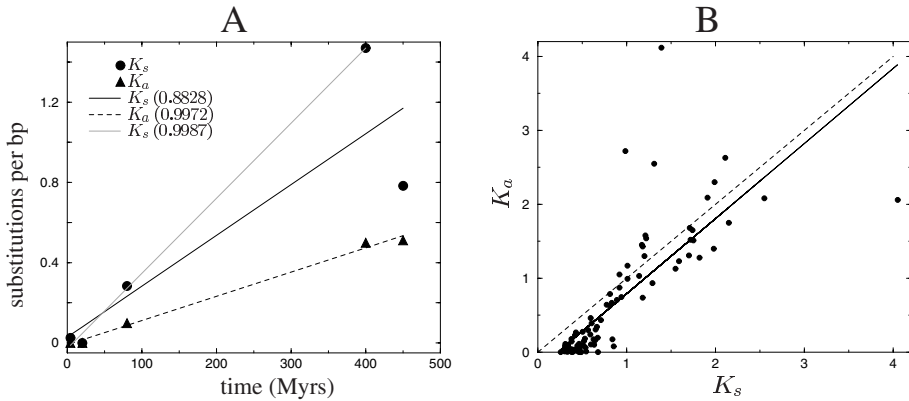 A
substitutions per bp
1.2
0.8
0.4
0
K_s
K_a
K_s (0.8828)
K_a (0.9972)
K_s (0.9987)
0 100 200 300 400 500
time (Myrs)
B
K_a
4
3
2
1
0
0 1 2 3 4
K_s